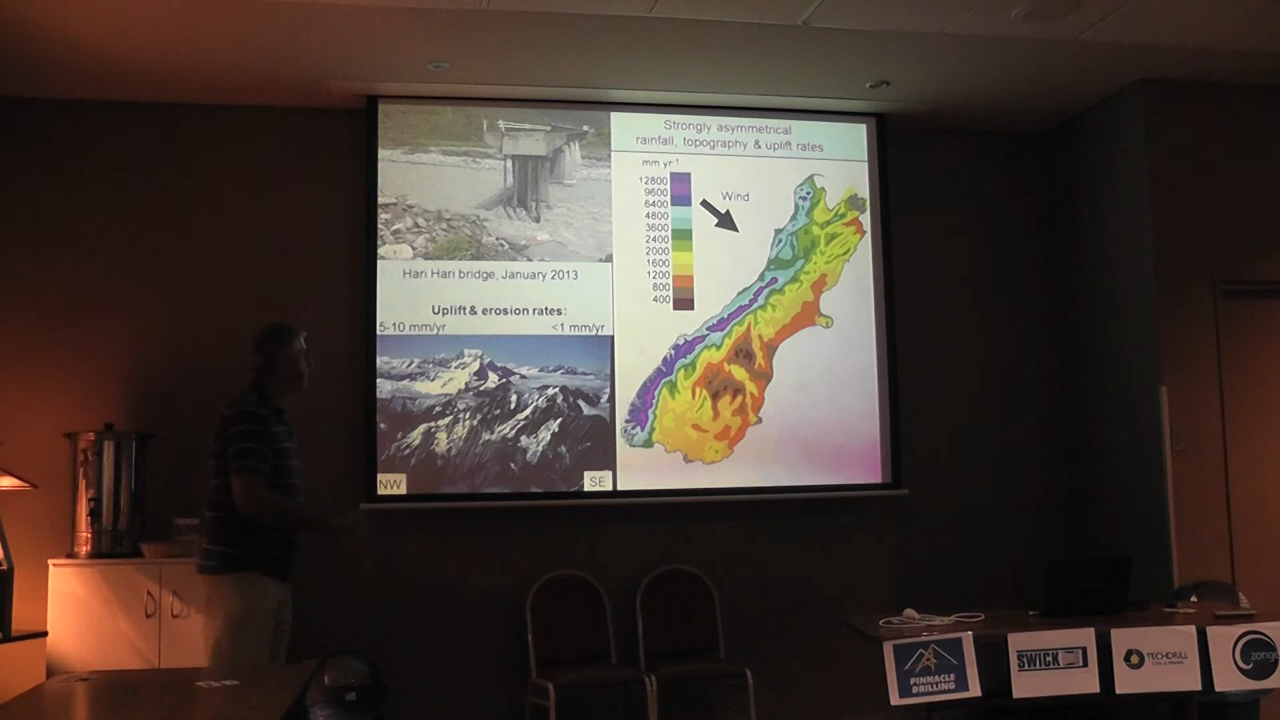 Strongly asymmetrical
rainfall, topography & uplift rates
mm yr⁻¹
12800
9600
6400
4800
3600
2400
2000
1600
1200
800
400
Wind
Hari Hari bridge, January 2013
Uplift & erosion rates:
5-10 mm/yr <1 mm/yr
NW
SE
PINNACLE
DRILLING
SWICK
TECHDRILL
zonge